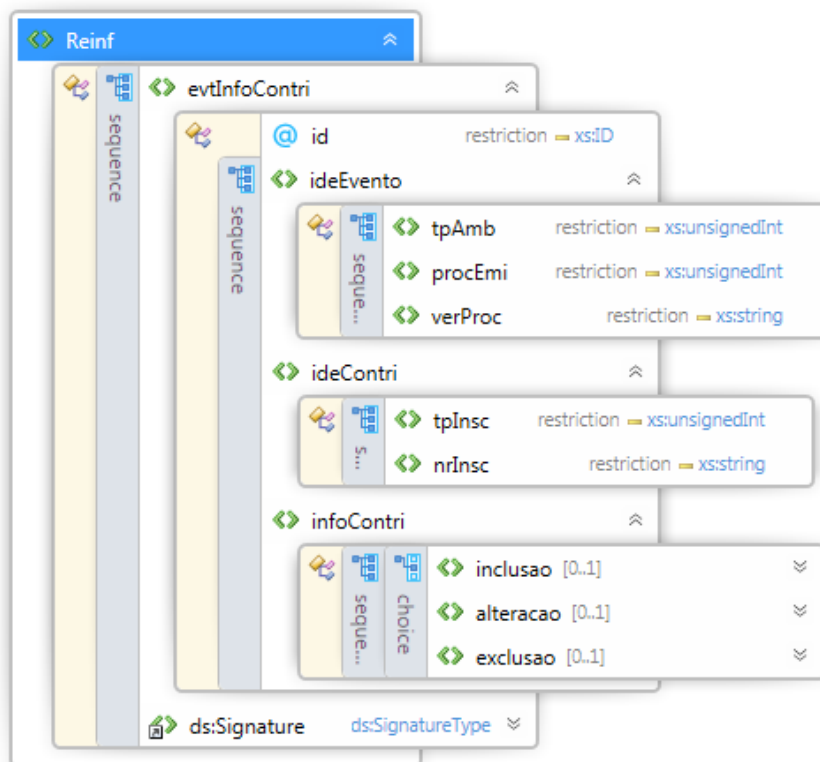 Reinf
sequence
evtInfoContri
sequence
@ id restriction xs:ID
ideEvento
seque...
tpAmb restriction xs:unsignedInt
procEmi restriction xs:unsignedInt
verProc restriction xs:string
ideContri
s...
tpInsc restriction xs:unsignedInt
nrInsc restriction xs:string
infoContri
seque...
choice
inclusao [0..1]
alteracao [0..1]
exclusao [0..1]
ds:Signature ds:SignatureType